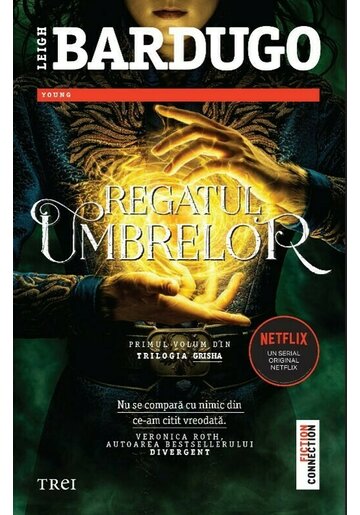 LEIGH
BARDUGO
YOUNG
REGATUL
UMBRELOR
PRIMUL VOLUM DIN
TRILOGIA GRISHA
NETFLIX
UN SERIAL
ORIGINAL
NETFLIX
Nu se compară cu nimic din
ce-am citit vreodată.
VERONICA ROTH,
AUTOAREA BESTSELLERULUI
DIVERGENT
TREI
FICTION
CONNECTION